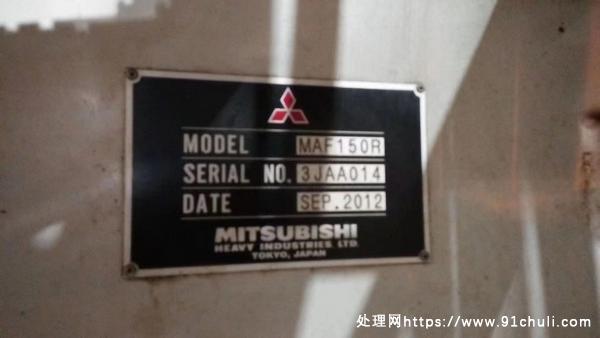 MODEL MAF150R
SERIAL NO. 3JAA014
DATE SEP.2012
MITSUBISHI
HEAVY INDUSTRIES LTD.
TOKYO, JAPAN
处理网https://www.91chuli.com/